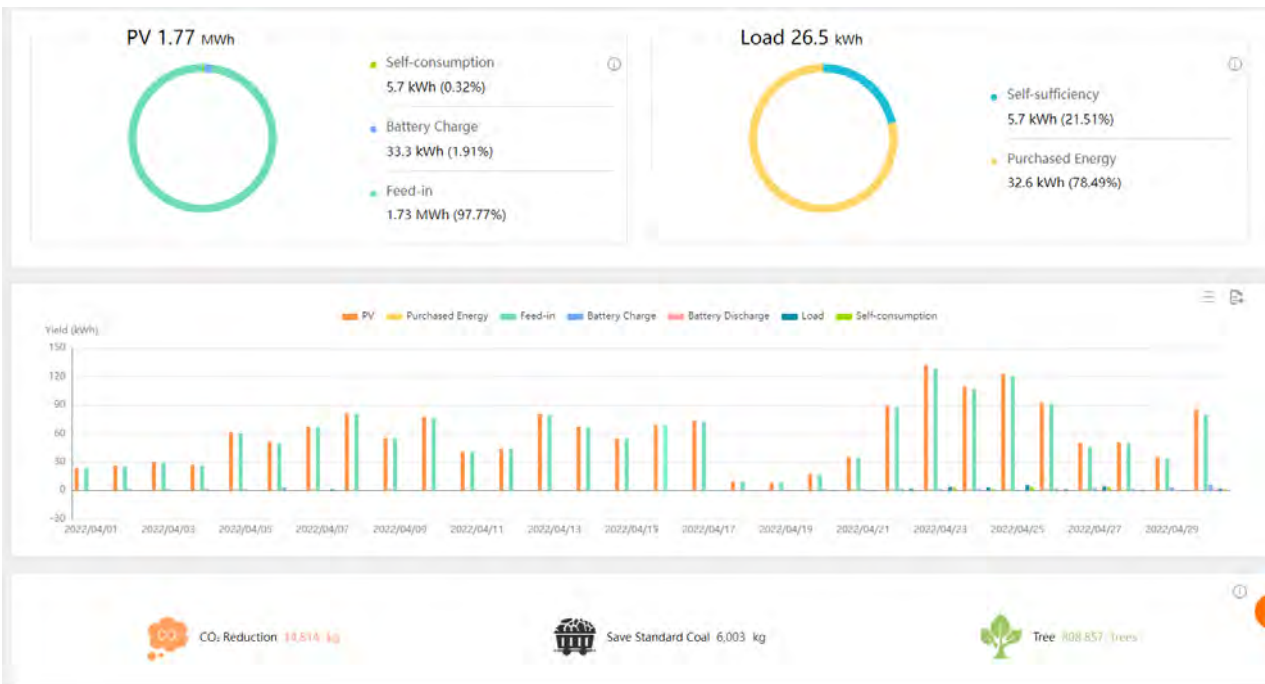 PV 1.77 MWh
Self-consumption
5.7 kWh (0.32%)
Battery Charge
33.3 kWh (1.91%)
Feed-in
1.73 MWh (97.77%)
Load 26.5 kWh
Self-sufficiency
5.7 kWh (21.51%)
Purchased Energy
32.6 kWh (78.49%)
PV Purchased Energy Feed-in Battery Charge Battery Discharge Load Self-consumption
Yield (kWh)
150
120
90
60
30
0
-30
2022/04/01 2022/04/03 2022/04/05 2022/04/07 2022/04/09 2022/04/11 2022/04/13 2022/04/15 2022/04/17 2022/04/19 2022/04/21 2022/04/23 2022/04/25 2022/04/27 2022/04/29
CO₂ Reduction kg
Save Standard Coal 6,003 kg
Tree Trees